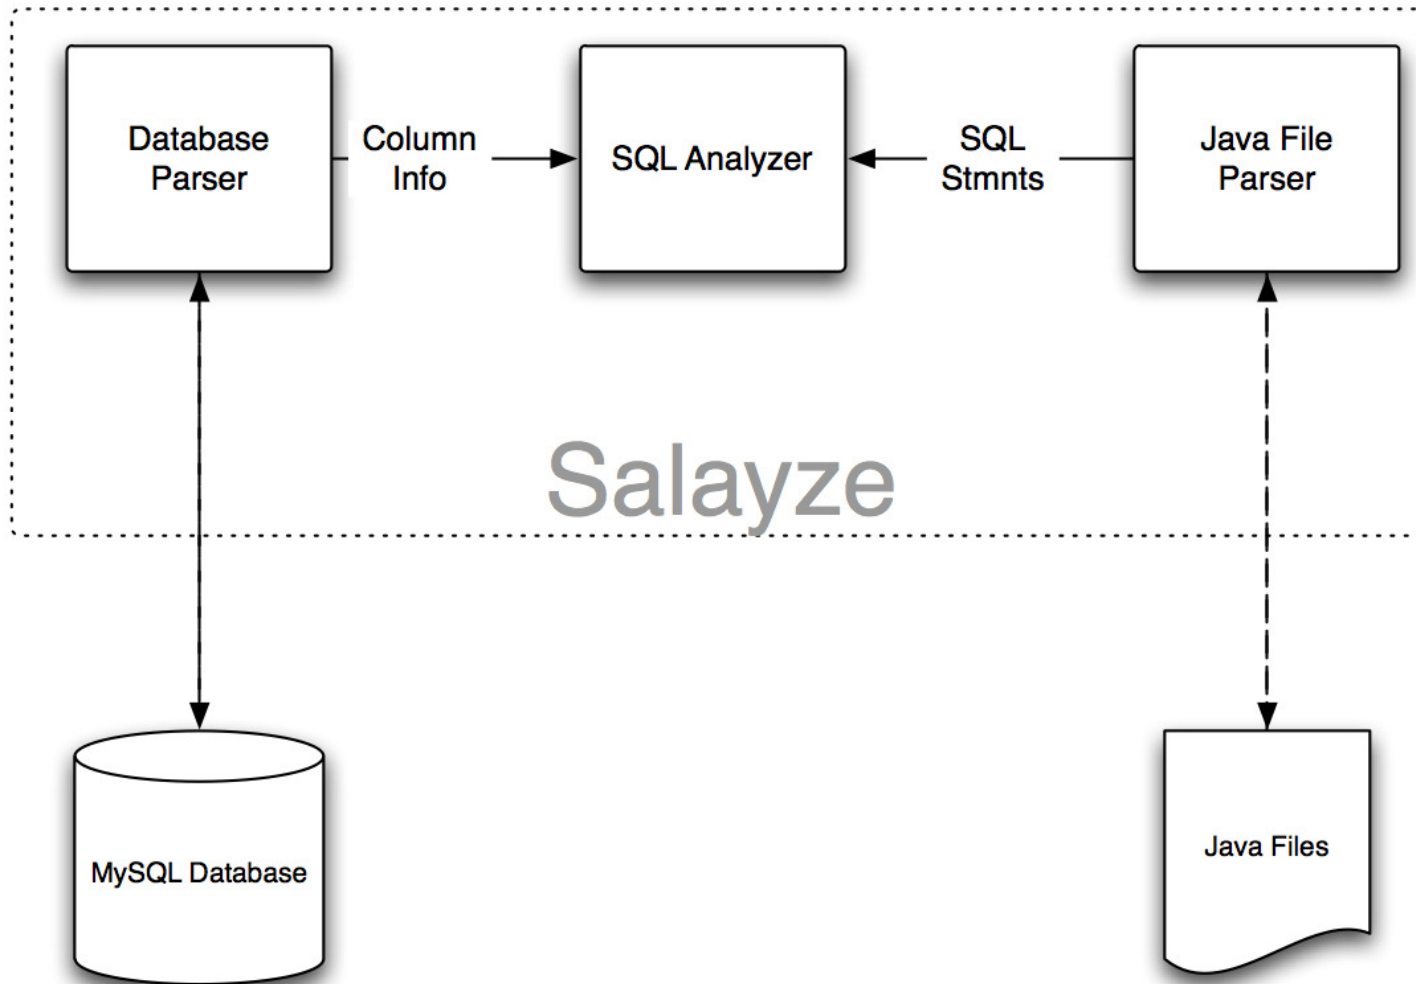 Database
Parser
Column
Info
SQL Analyzer
SQL
Stmnts
Java File
Parser
Salayze
MySQL Database
Java Files